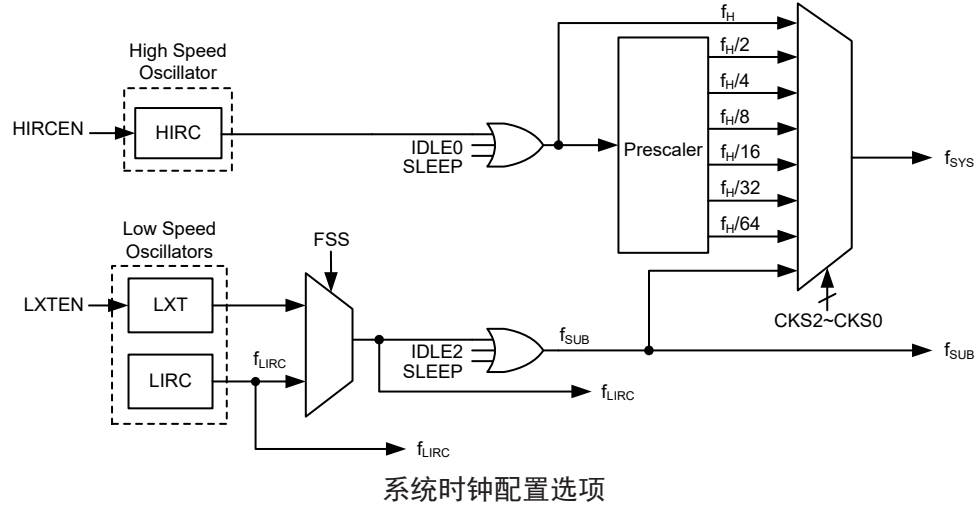 High Speed
Oscillator
HIRCEN
HIRC
IDLE0
SLEEP
Prescaler
fH
fH/2
fH/4
fH/8
fH/16
fH/32
fH/64
fSYS
CKS2~CKS0
Low Speed
Oscillators
FSS
LXTEN
LXT
LIRC
fLIRC
IDLE2
SLEEP
fSUB
fSUB
fLIRC
fLIRC
系统时钟配置选项